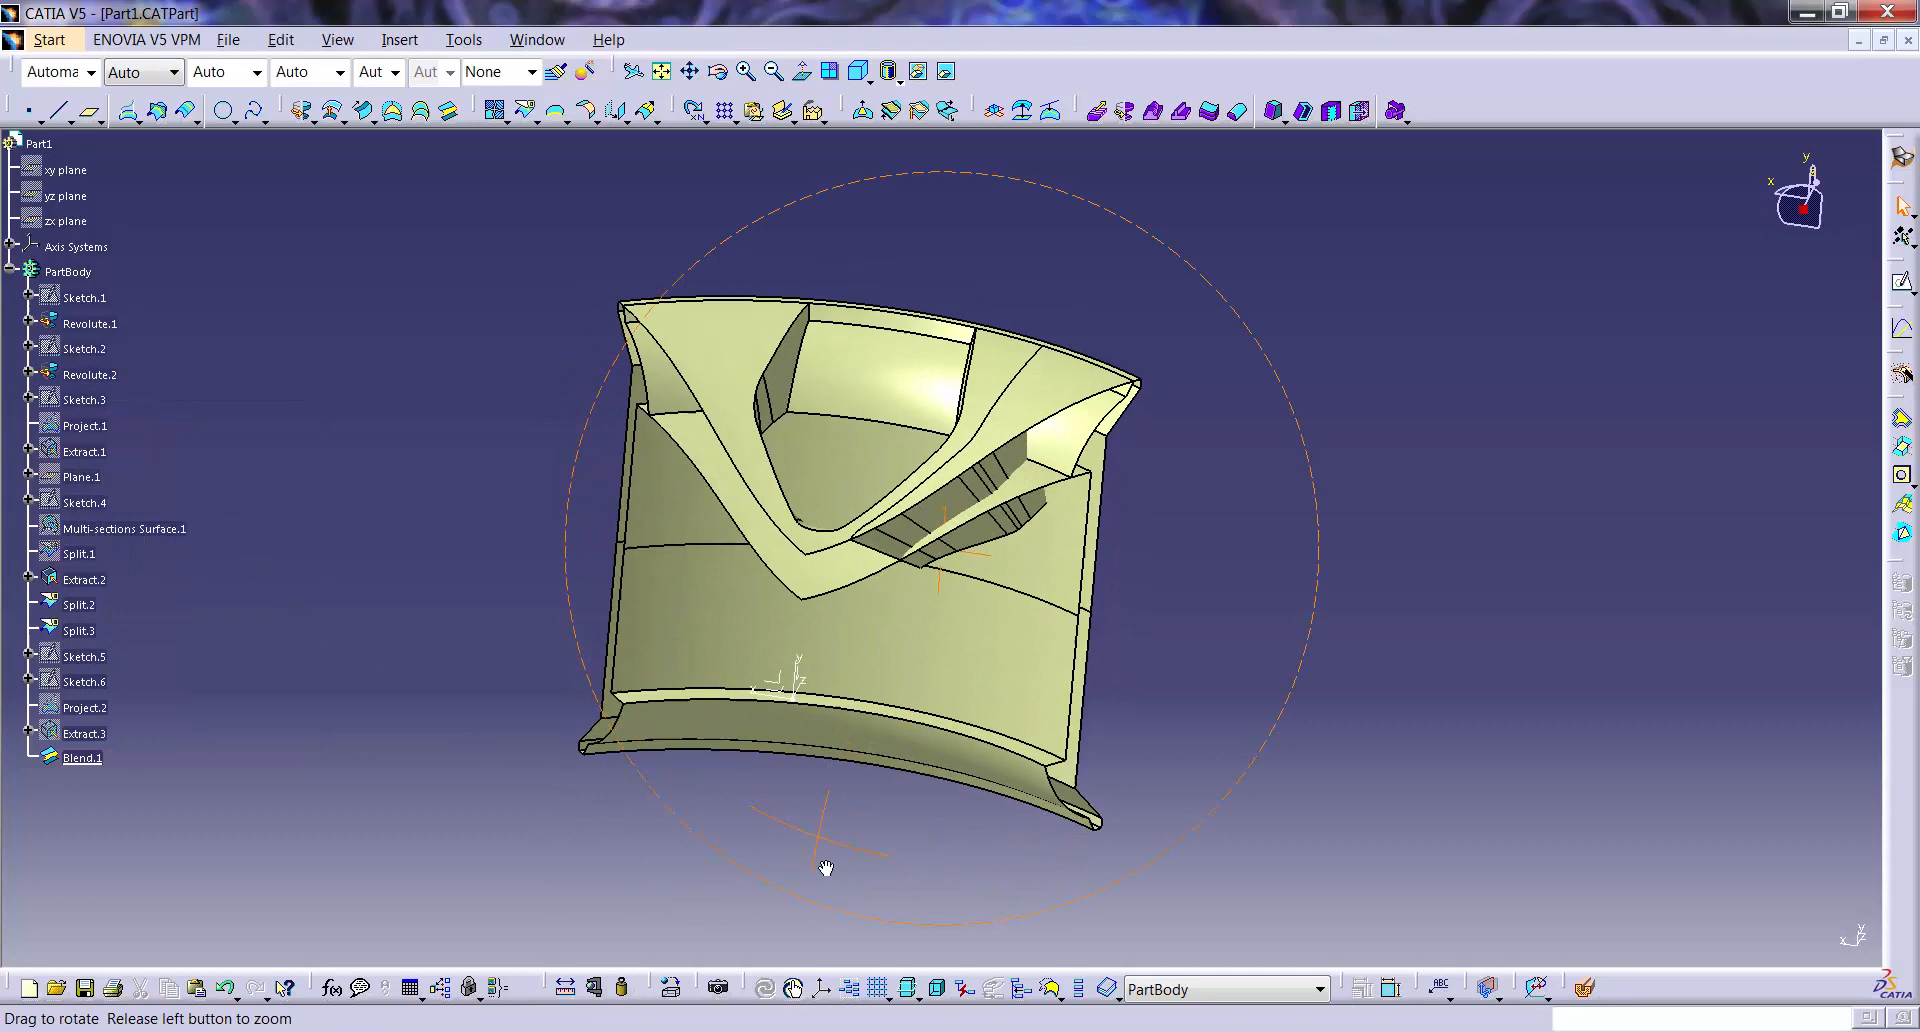 CATIA V5 - [Part1.CATPart]
Start ENOVIA V5 VPM File Edit View Insert Tools Window Help
Automa Auto Auto Auto Aut Aut None
Part1
xy plane
yz plane
zx plane
Axis Systems
PartBody
Sketch.1
Revolute.1
Sketch.2
Revolute.2
Sketch.3
Project.1
Extract.1
Plane.1
Sketch.4
Multi-sections Surface.1
Split.1
Extract.2
Split.2
Split.3
Sketch.5
Sketch.6
Project.2
Extract.3
Blend.1
y
x
y
z
x
y
x
z
f(x)
ABC
PartBody
CATIA
Drag to rotate Release left button to zoom